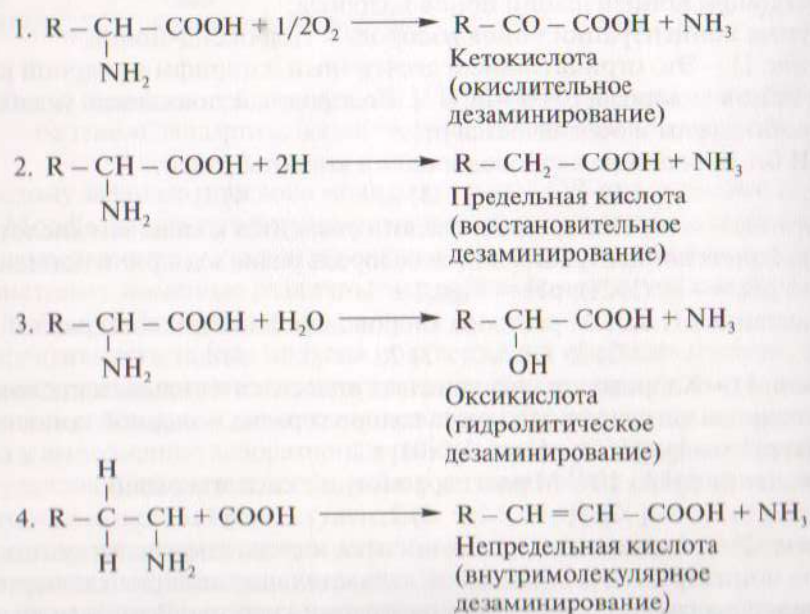 1. R – CH – COOH + 1/2O₂ ⟶ R – CO – COOH + NH₃
NH₂
Кетокислота
(окислительное
дезаминирование)
2. R – CH – COOH + 2H ⟶ R – CH₂ – COOH + NH₃
NH₂
Предельная кислота
(восстановительное
дезаминирование)
3. R – CH – COOH + H₂O ⟶ R – CH – COOH + NH₃
NH₂
OH
Оксикислота
(гидролитическое
дезаминирование)
H
4. R – C – CH + COOH ⟶ R – CH = CH – COOH + NH₃
H NH₂
Непредельная кислота
(внутримолекулярное
дезаминирование)